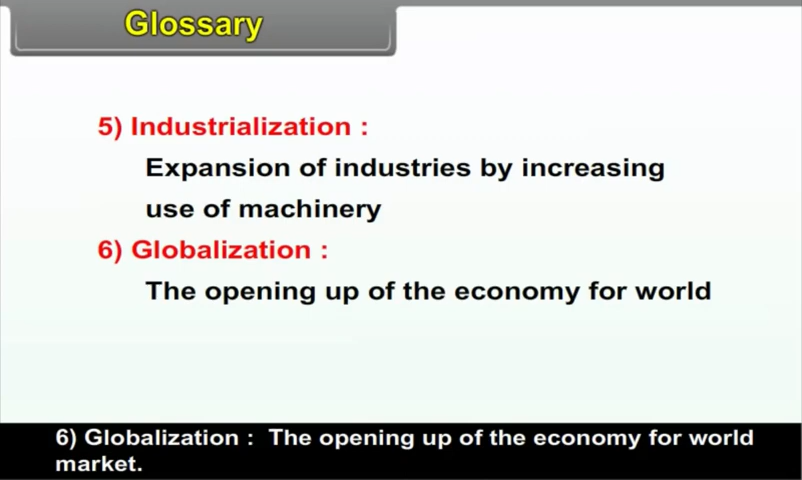 Glossary
5) Industrialization :
Expansion of industries by increasing
use of machinery
6) Globalization :
The opening up of the economy for world
6) Globalization :  The opening up of the economy for world
market.